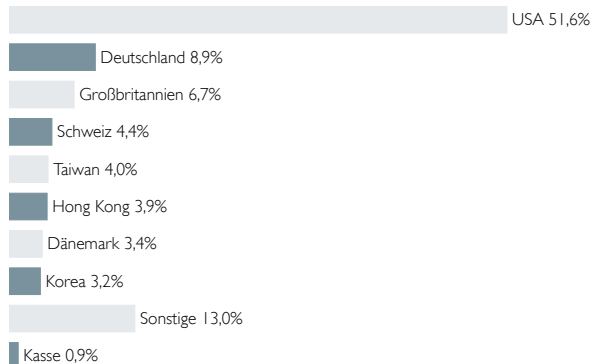 USA 51,6%
Deutschland 8,9%
Großbritannien 6,7%
Schweiz 4,4%
Taiwan 4,0%
Hong Kong 3,9%
Dänemark 3,4%
Korea 3,2%
Sonstige 13,0%
Kasse 0,9%